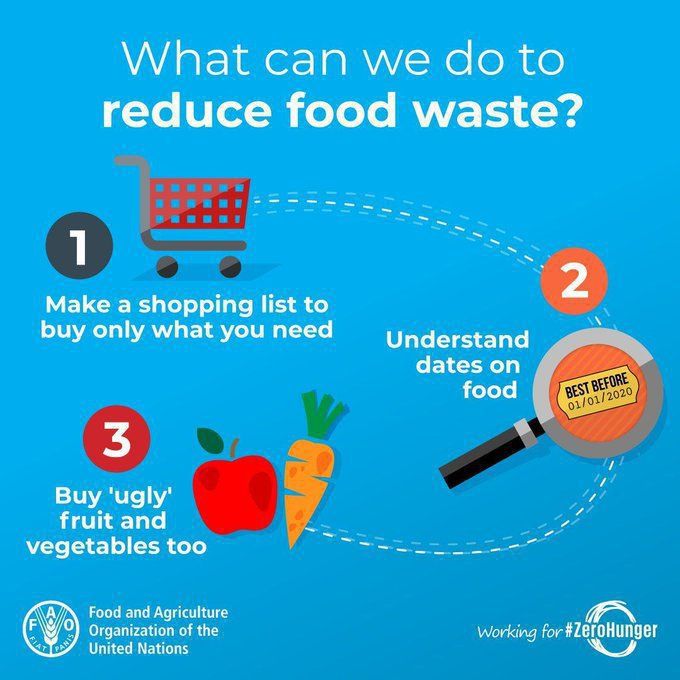 What can we do to
reduce food waste?
1
Make a shopping list to
buy only what you need
2
Understand
dates on
food
BEST BEFORE
01/01/2020
3
Buy 'ugly'
fruit and
vegetables too
F A O
FIAT PANIS
Food and Agriculture
Organization of the
United Nations
Working for #ZeroHunger